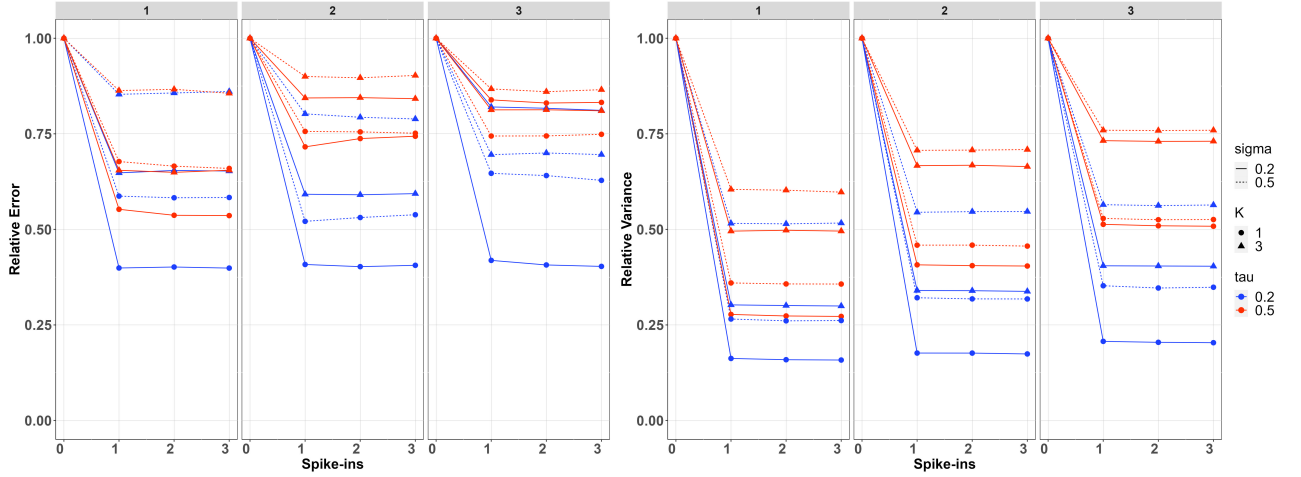 1 2 3
1.00
0.75
0.50
0.25
0.00
Relative Error
0 1 2 3 0 1 2 3 0 1 2 3
Spike-ins
1 2 3
1.00
0.75
0.50
0.25
0.00
Relative Variance
0 1 2 3 0 1 2 3 0 1 2 3
Spike-ins
sigma
0.2
0.5
K
1
3
tau
0.2
0.5